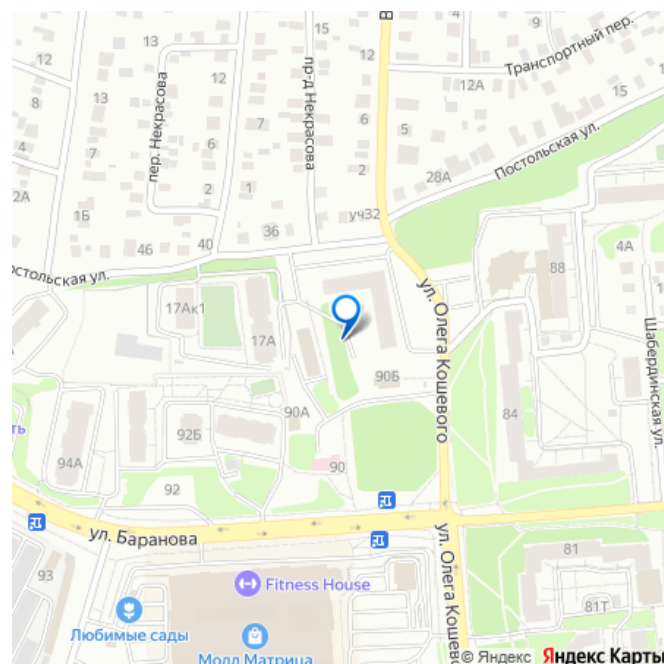 13
12
15
12
В
9
Транспортный пер.
12
8
13
11
пер. Некрасова
пр-д Некрасова
12А
7
6
5
4
6
2
Постольская ул.
2А
2
1
2
28А
1Б
уч32
46
40
36
4А
88
остольская ул.
ул. Олега Кошевого
17Ак1
17А
Шабердинская ул.
90Б
90А
84
92Б
94А
ть
90
92
ул. Баранова
ул. Олега Кошевого
93
81
Fitness House
81Т
Любимые сады
Молл Матрица
© Яндекс Яндекс Карты